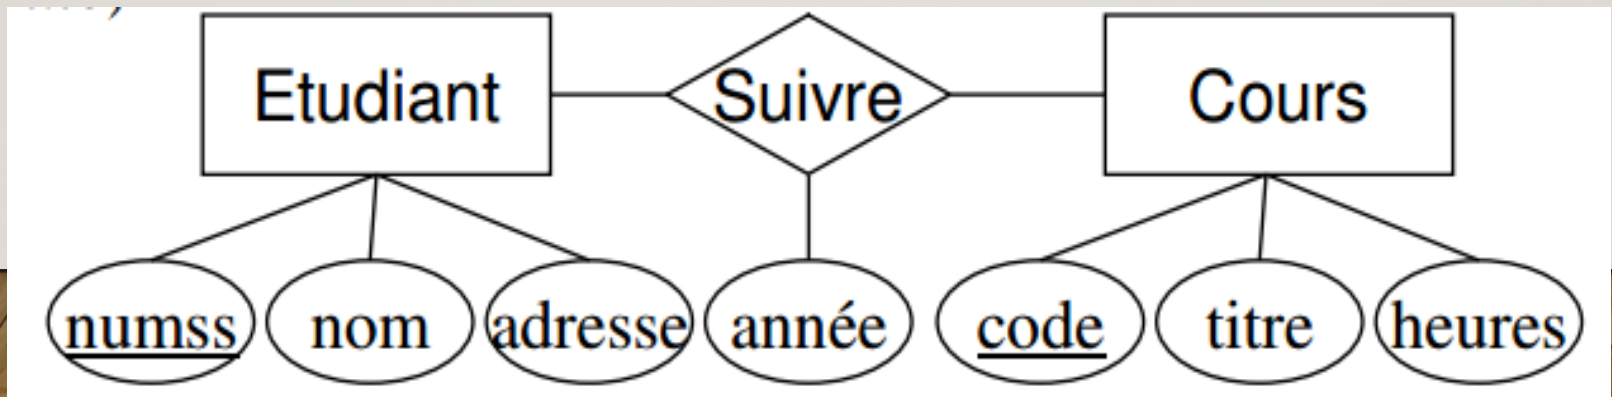 Etudiant Suivre Cours
numss nom adresse année code titre heures